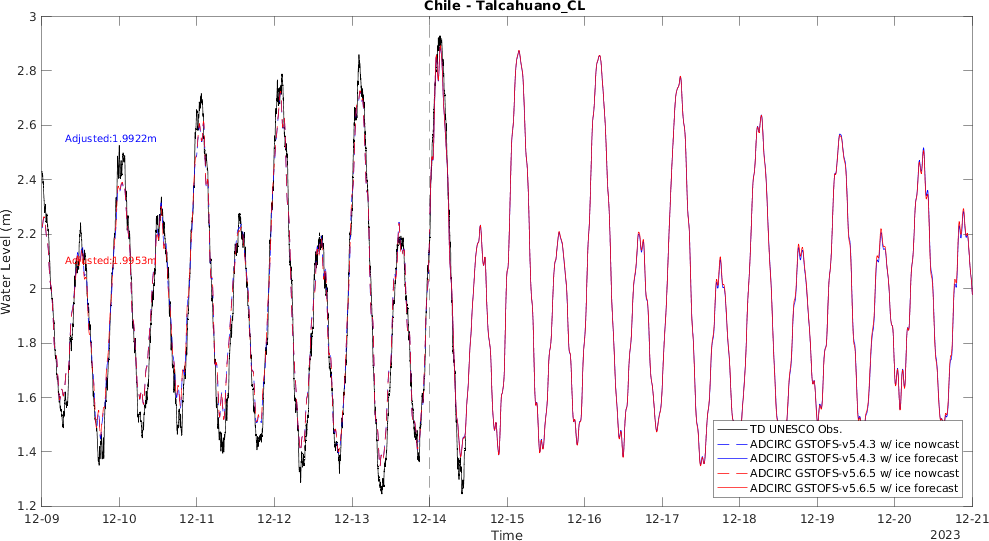 Chile - Talcahuano_CL
3
2.8
2.6
2.4
2.2
2
1.8
1.6
1.4
1.2
Water Level (m)
Adjusted:1.9922m
Adjusted:1.9953m
TD UNESCO Obs.
ADCIRC GSTOFS-v5.4.3 w/ ice nowcast
ADCIRC GSTOFS-v5.4.3 w/ ice forecast
ADCIRC GSTOFS-v5.6.5 w/ ice nowcast
ADCIRC GSTOFS-v5.6.5 w/ ice forecast
12-09 12-10 12-11 12-12 12-13 12-14 12-15 12-16 12-17 12-18 12-19 12-20 12-21
Time
2023